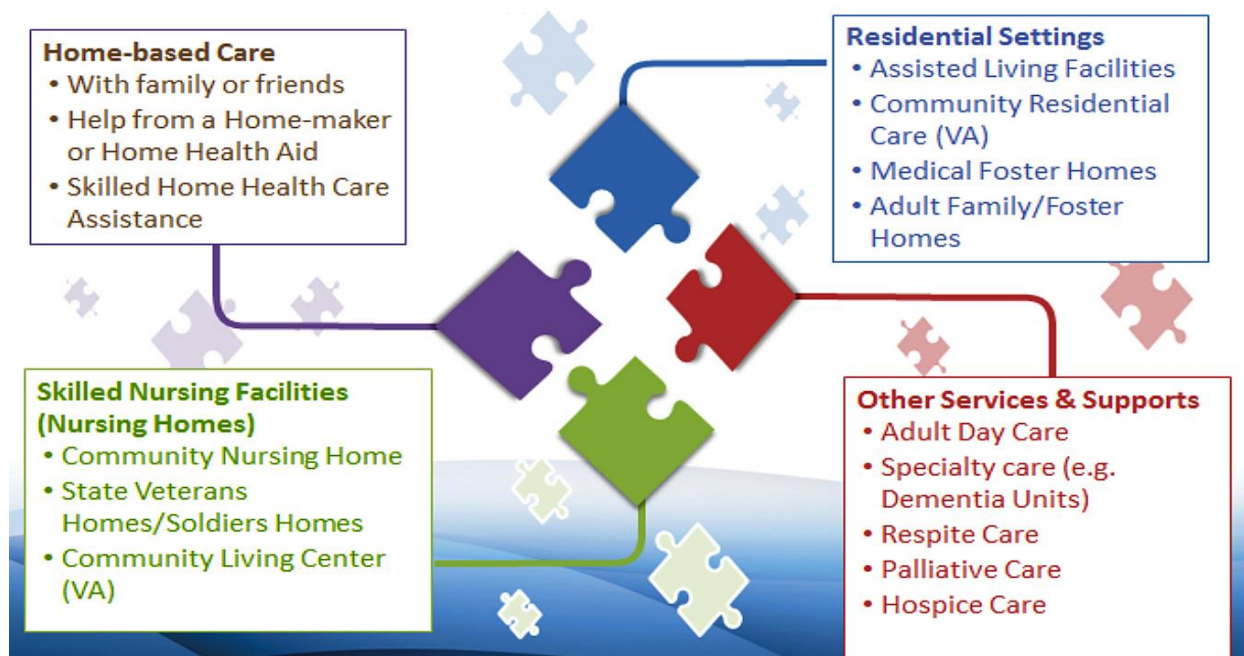 Home-based Care
• With family or friends
• Help from a Home-maker
or Home Health Aid
• Skilled Home Health Care
Assistance
Residential Settings
• Assisted Living Facilities
• Community Residential
Care (VA)
• Medical Foster Homes
• Adult Family/Foster
Homes
Skilled Nursing Facilities
(Nursing Homes)
• Community Nursing Home
• State Veterans
Homes/Soldiers Homes
• Community Living Center
(VA)
Other Services & Supports
• Adult Day Care
• Specialty care (e.g.
Dementia Units)
• Respite Care
• Palliative Care
• Hospice Care